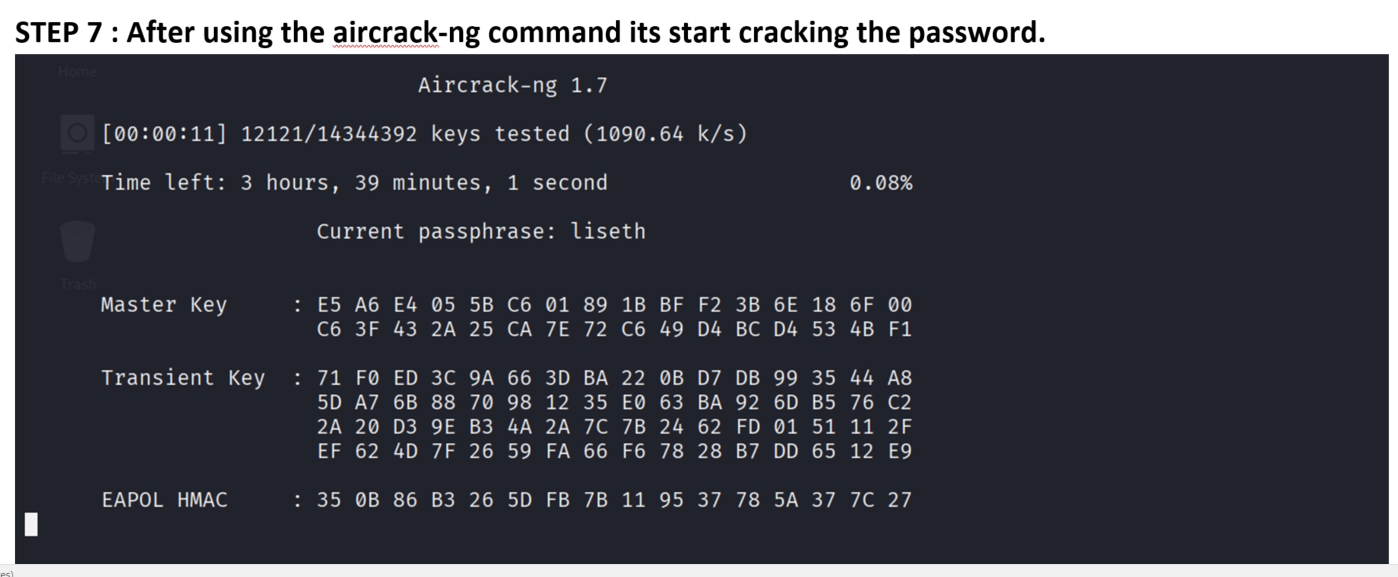 STEP 7 : After using the aircrack-ng command its start cracking the password.
Home
Aircrack-ng 1.7
[00:00:11] 12121/14344392 keys tested (1090.64 k/s)
File Syste
Time left: 3 hours, 39 minutes, 1 second 0.08%
Current passphrase: liseth
Trash
Master Key : E5 A6 E4 05 5B C6 01 89 1B BF F2 3B 6E 18 6F 00
C6 3F 43 2A 25 CA 7E 72 C6 49 D4 BC D4 53 4B F1
Transient Key : 71 F0 ED 3C 9A 66 3D BA 22 0B D7 DB 99 35 44 A8
5D A7 6B 88 70 98 12 35 E0 63 BA 92 6D B5 76 C2
2A 20 D3 9E B3 4A 2A 7C 7B 24 62 FD 01 51 11 2F
EF 62 4D 7F 26 59 FA 66 F6 78 28 B7 DD 65 12 E9
EAPOL HMAC : 35 0B 86 B3 26 5D FB 7B 11 95 37 78 5A 37 7C 27